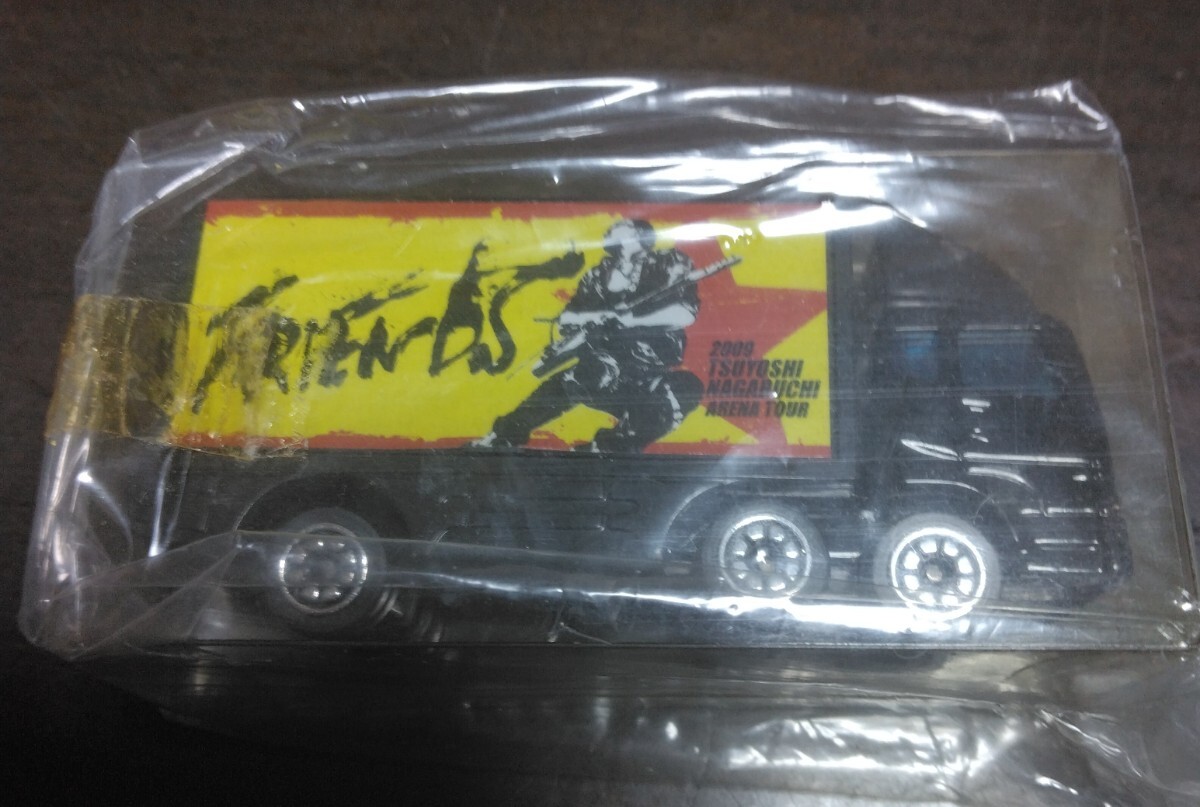 FRIENDS
2009
TSUYOSHI
NAGABUCHI
ARENA TOUR